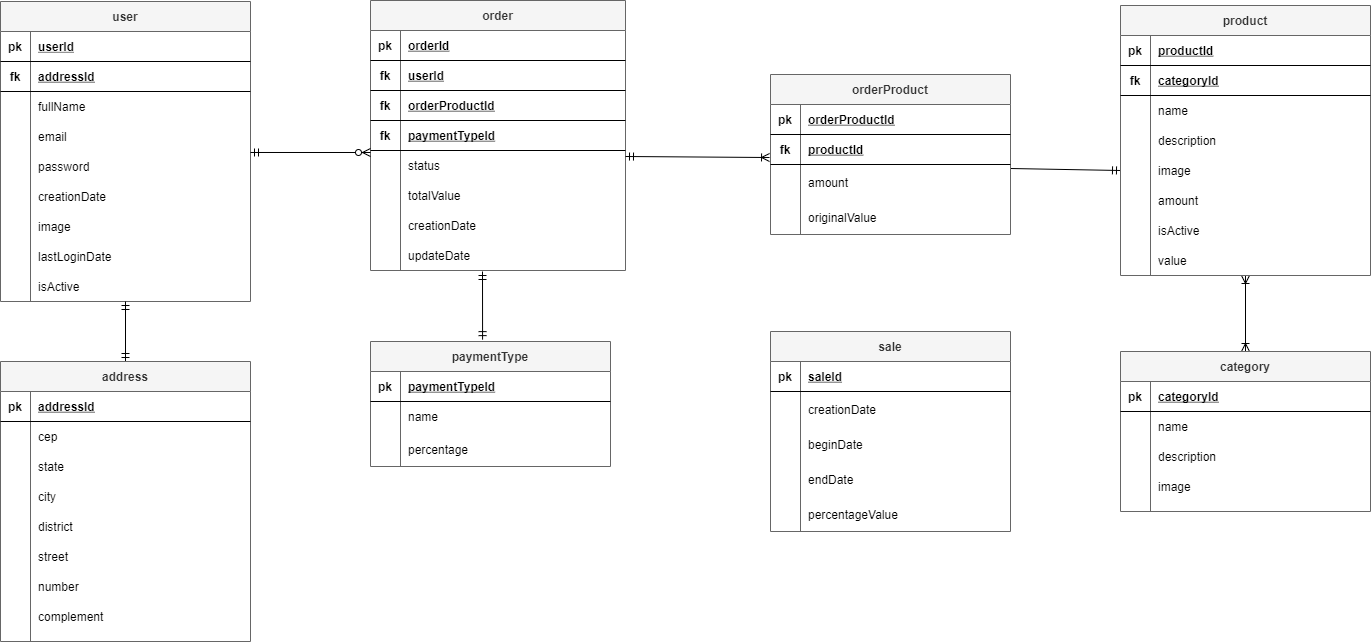 user
pk userId
fk addressId
fullName
email
password
creationDate
image
lastLoginDate
isActive
order
pk orderId
fk userId
fk orderProductId
fk paymentTypeId
status
totalValue
creationDate
updateDate
orderProduct
pk orderProductId
fk productId
amount
originalValue
product
pk productId
fk categoryId
name
description
image
amount
isActive
value
address
pk addressId
cep
state
city
district
street
number
complement
paymentType
pk paymentTypeId
name
percentage
sale
pk saleId
creationDate
beginDate
endDate
percentageValue
category
pk categoryId
name
description
image